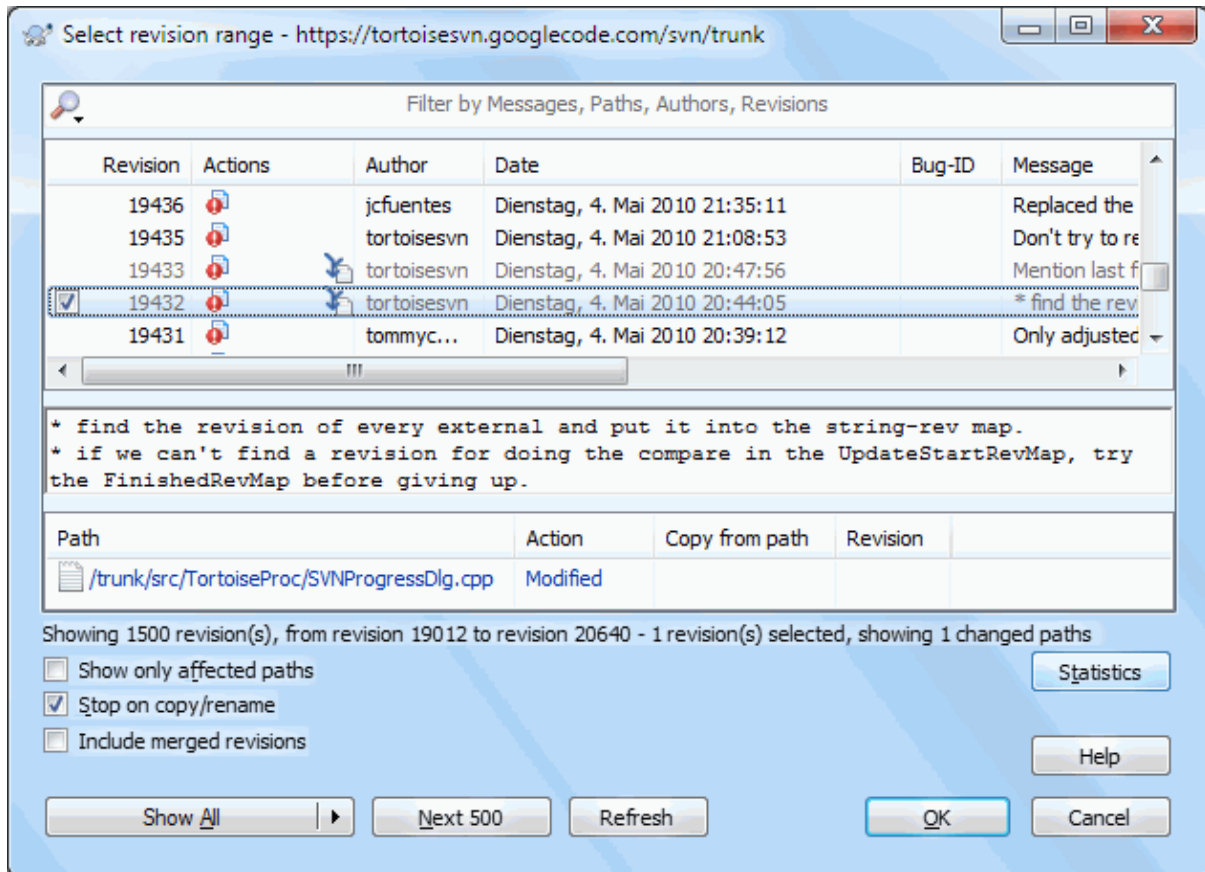 Select revision range - https://tortoisesvn.googlecode.com/svn/trunk
Filter by Messages, Paths, Authors, Revisions
Revision Actions Author Date Bug-ID Message
19436 jcfuentes Dienstag, 4. Mai 2010 21:35:11 Replaced the
19435 tortoisesvn Dienstag, 4. Mai 2010 21:08:53 Don't try to re
19433 tortoisesvn Dienstag, 4. Mai 2010 20:47:56 Mention last f
19432 tortoisesvn Dienstag, 4. Mai 2010 20:44:05 * find the rev
19431 tommyc... Dienstag, 4. Mai 2010 20:39:12 Only adjusted
* find the revision of every external and put it into the string-rev map.
* if we can't find a revision for doing the compare in the UpdateStartRevMap, try
the FinishedRevMap before giving up.
Path Action Copy from path Revision
/trunk/src/TortoiseProc/SVNProgressDlg.cpp Modified
Showing 1500 revision(s), from revision 19012 to revision 20640 - 1 revision(s) selected, showing 1 changed paths
Show only affected paths
Statistics
Stop on copy/rename
Include merged revisions
Help
Show All Next 500 Refresh OK Cancel